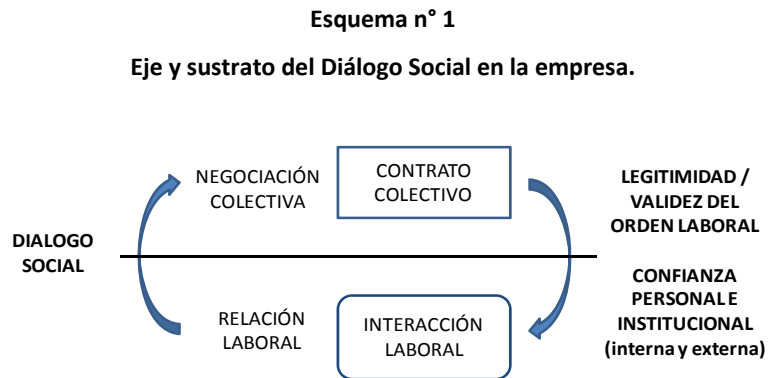 Esquema n° 1
Eje y sustrato del Diálogo Social en la empresa.
NEGOCIACIÓN
COLECTIVA
CONTRATO
COLECTIVO
LEGITIMIDAD /
VALIDEZ DEL
ORDEN LABORAL
DIALOGO
SOCIAL
RELACIÓN
LABORAL
INTERACCIÓN
LABORAL
CONFIANZA
PERSONAL E
INSTITUCIONAL
(interna y externa)